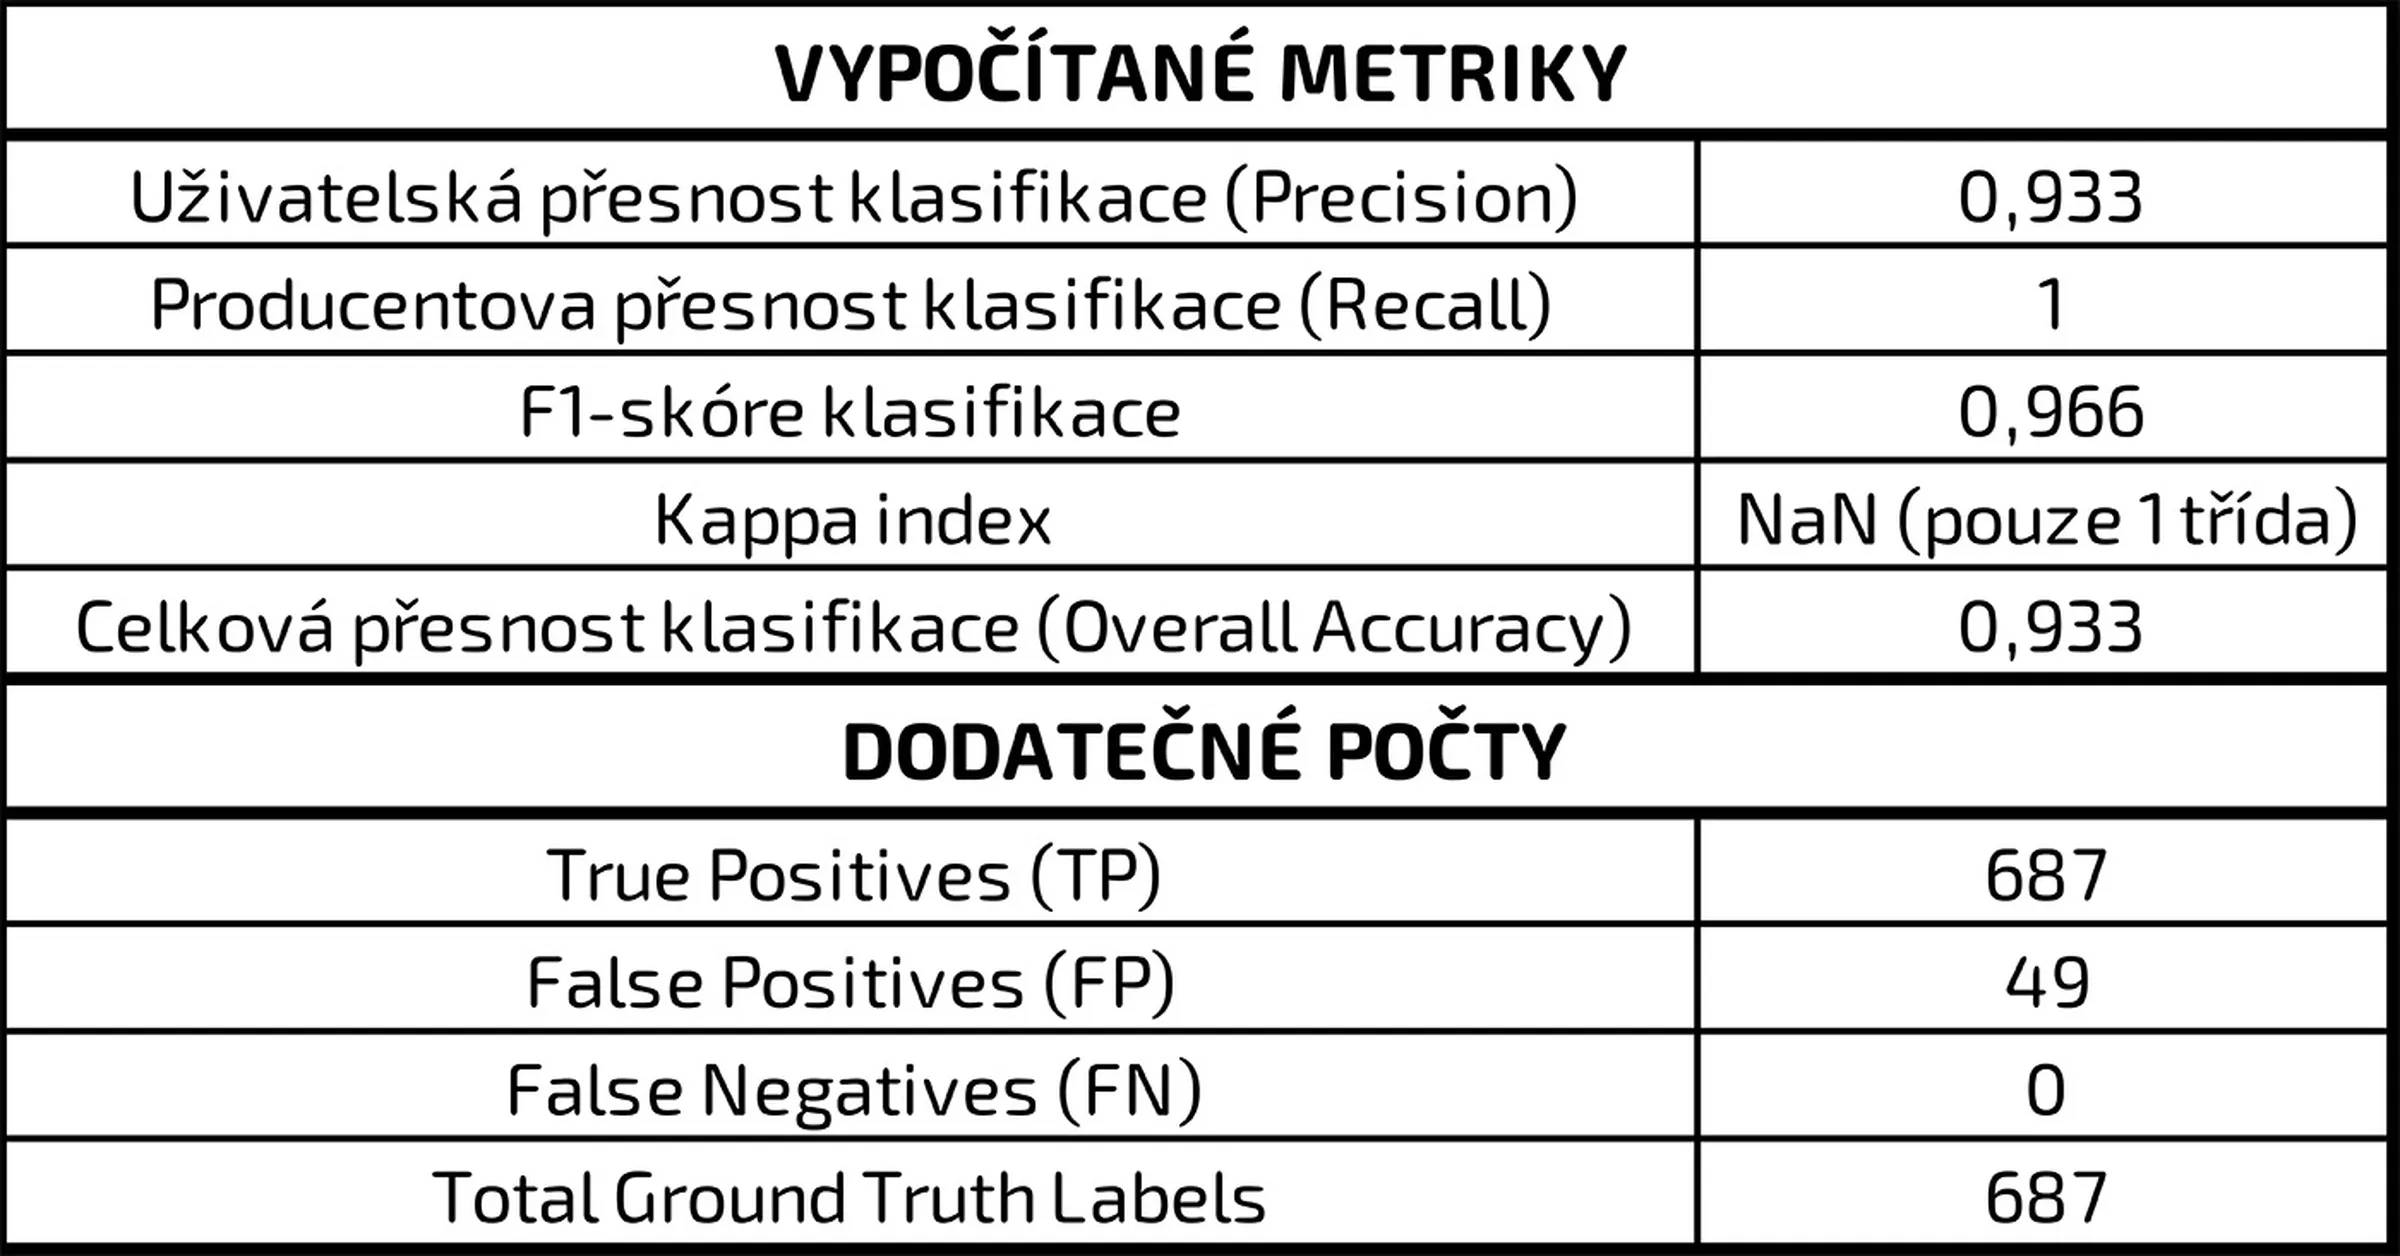 VYPOČÍTANÉ METRIKY
Uživatelská přesnost klasifikace (Precision) 0,933
Producentova přesnost klasifikace (Recall) 1
F1-skóre klasifikace 0,966
Kappa index NaN (pouze 1 třída)
Celková přesnost klasifikace (Overall Accuracy) 0,933
DODATEČNÉ POČTY
True Positives (TP) 687
False Positives (FP) 49
False Negatives (FN) 0
Total Ground Truth Labels 687